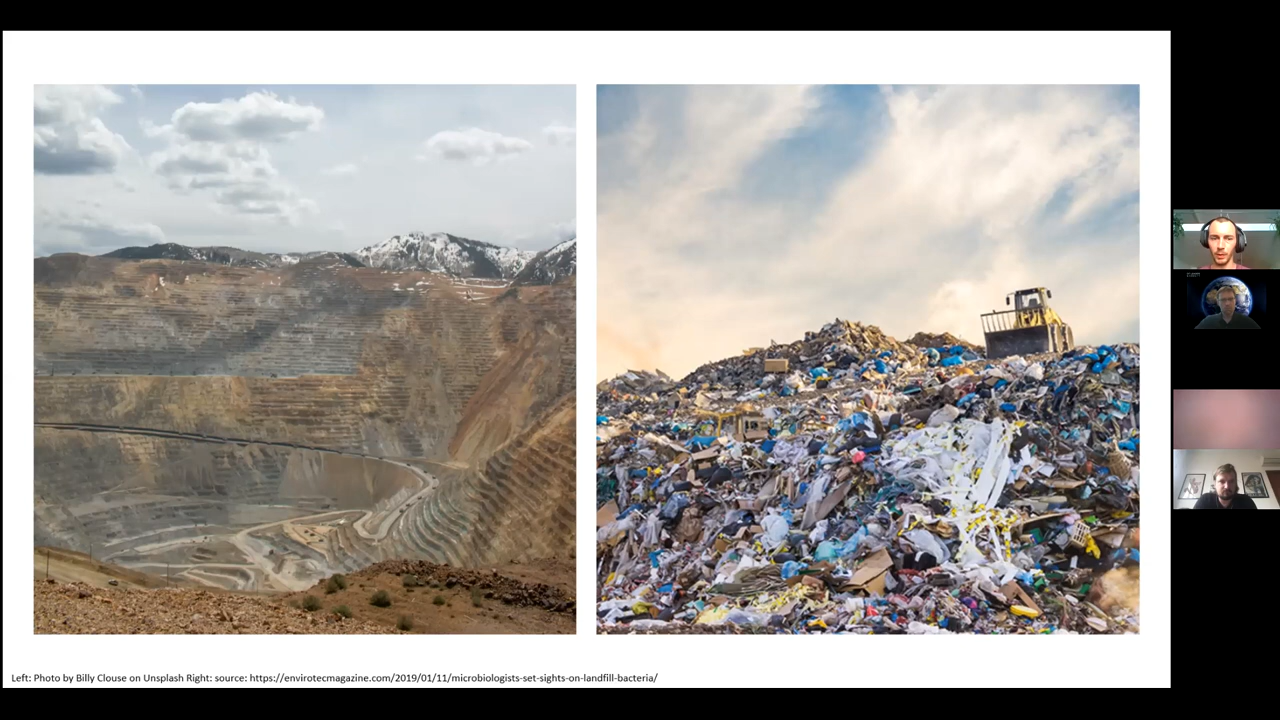 Left: Photo by Billy Clouse on Unsplash Right: source: https://envirotecmagazine.com/2019/01/11/microbiologists-set-sights-on-landfill-bacteria/